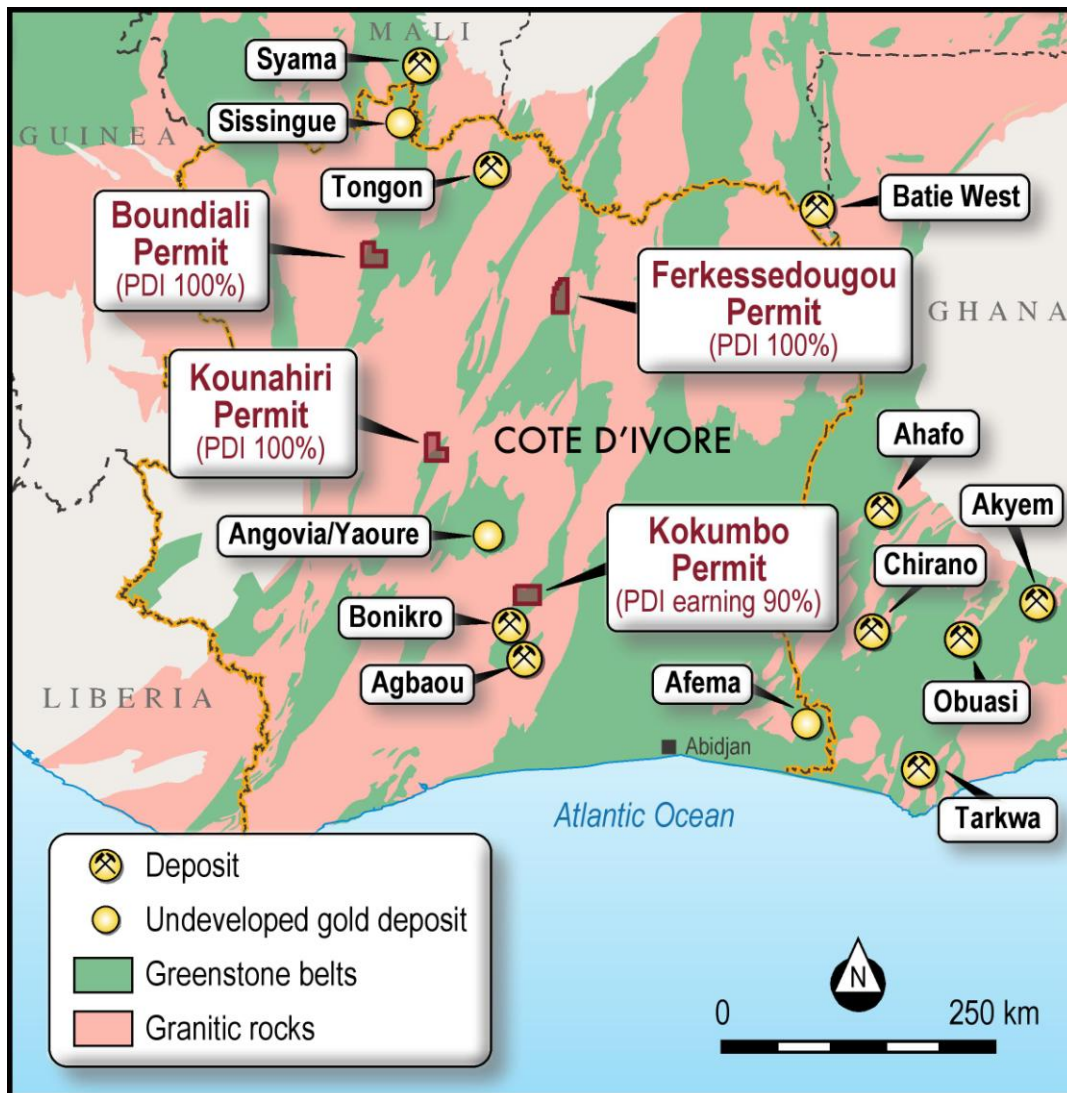 MALI
Syama
Sissingue
GUINEA
Tongon
Batie West
Boundiali
Permit
(PDI 100%)
Ferkessedougou
Permit
(PDI 100%)
GHANA
Kounahiri
Permit
(PDI 100%)
COTE D'IVORE
Ahafo
Akyem
Angovia/Yaoure
Kokumbo
Permit
(PDI earning 90%)
Chirano
Bonikro
Agbaou
Afema
Obuasi
LIBERIA
Abidjan
Atlantic Ocean
Tarkwa
Deposit
Undeveloped gold deposit
Greenstone belts
Granitic rocks
N
0 250 km